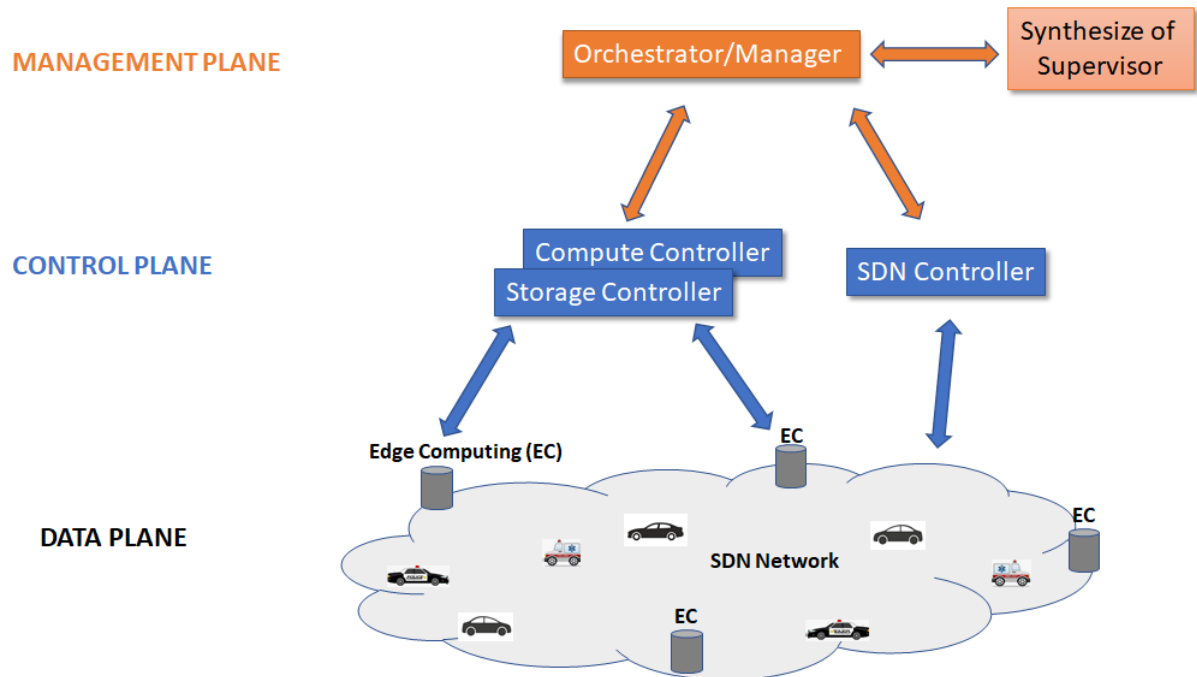 MANAGEMENT PLANE
Orchestrator/Manager
Synthesize of
Supervisor
CONTROL PLANE
Compute Controller
Storage Controller
SDN Controller
Edge Computing (EC)
EC
EC
DATA PLANE
SDN Network
EC